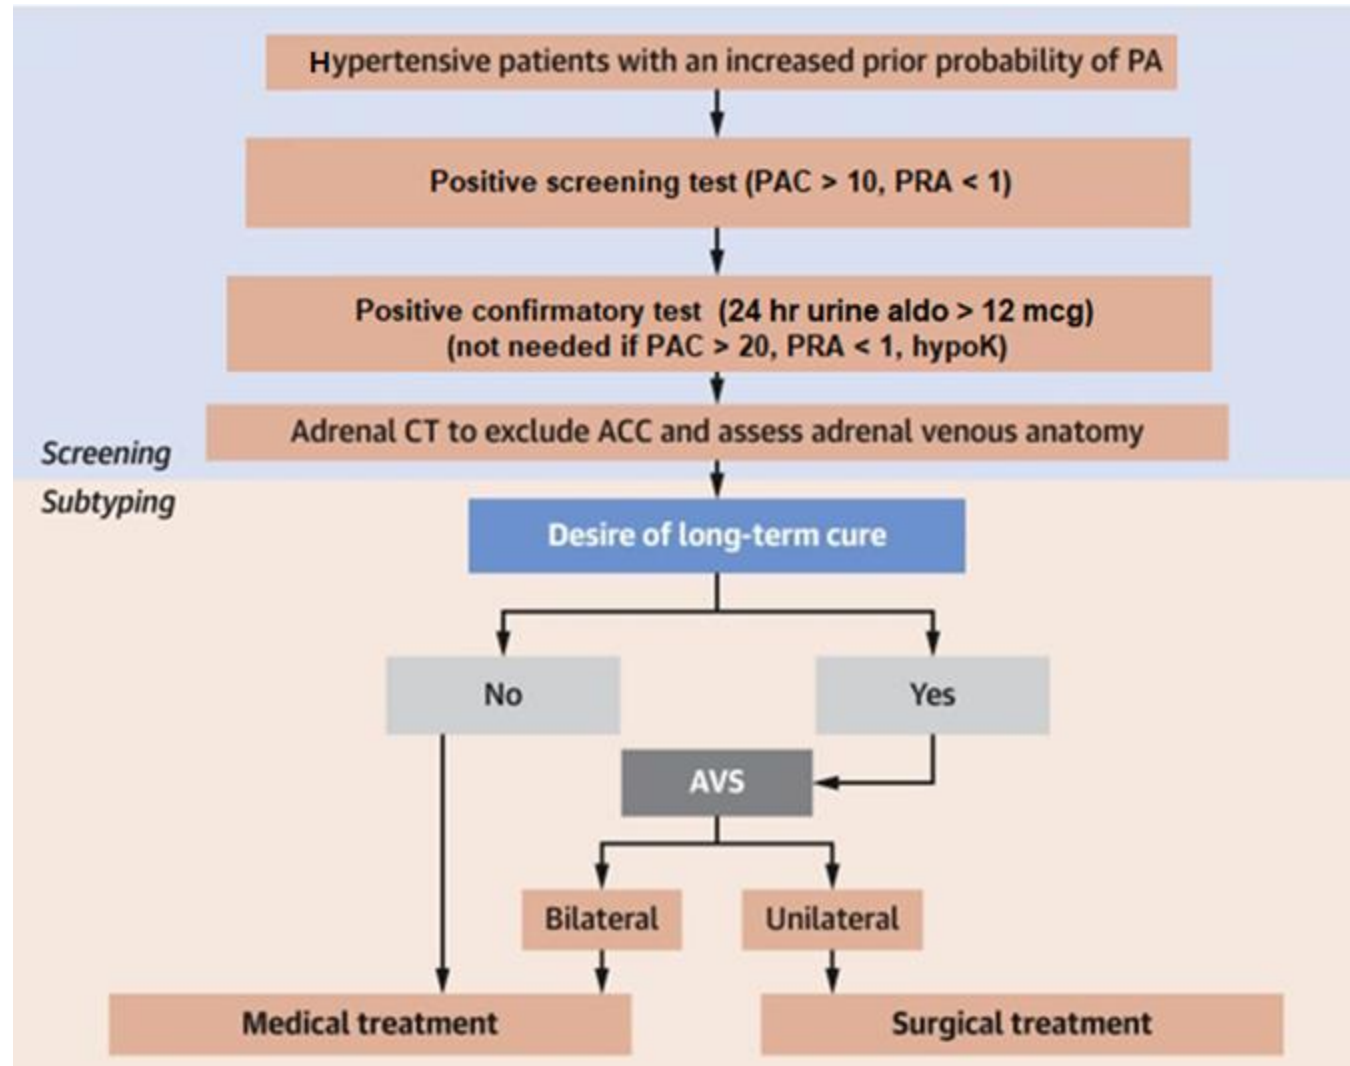 Hypertensive patients with an increased prior probability of PA
Positive screening test (PAC > 10, PRA < 1)
Positive confirmatory test (24 hr urine aldo > 12 mcg)
(not needed if PAC > 20, PRA < 1, hypoK)
Adrenal CT to exclude ACC and assess adrenal venous anatomy
Screening
Subtyping
Desire of long-term cure
No
Yes
AVS
Bilateral
Unilateral
Medical treatment
Surgical treatment